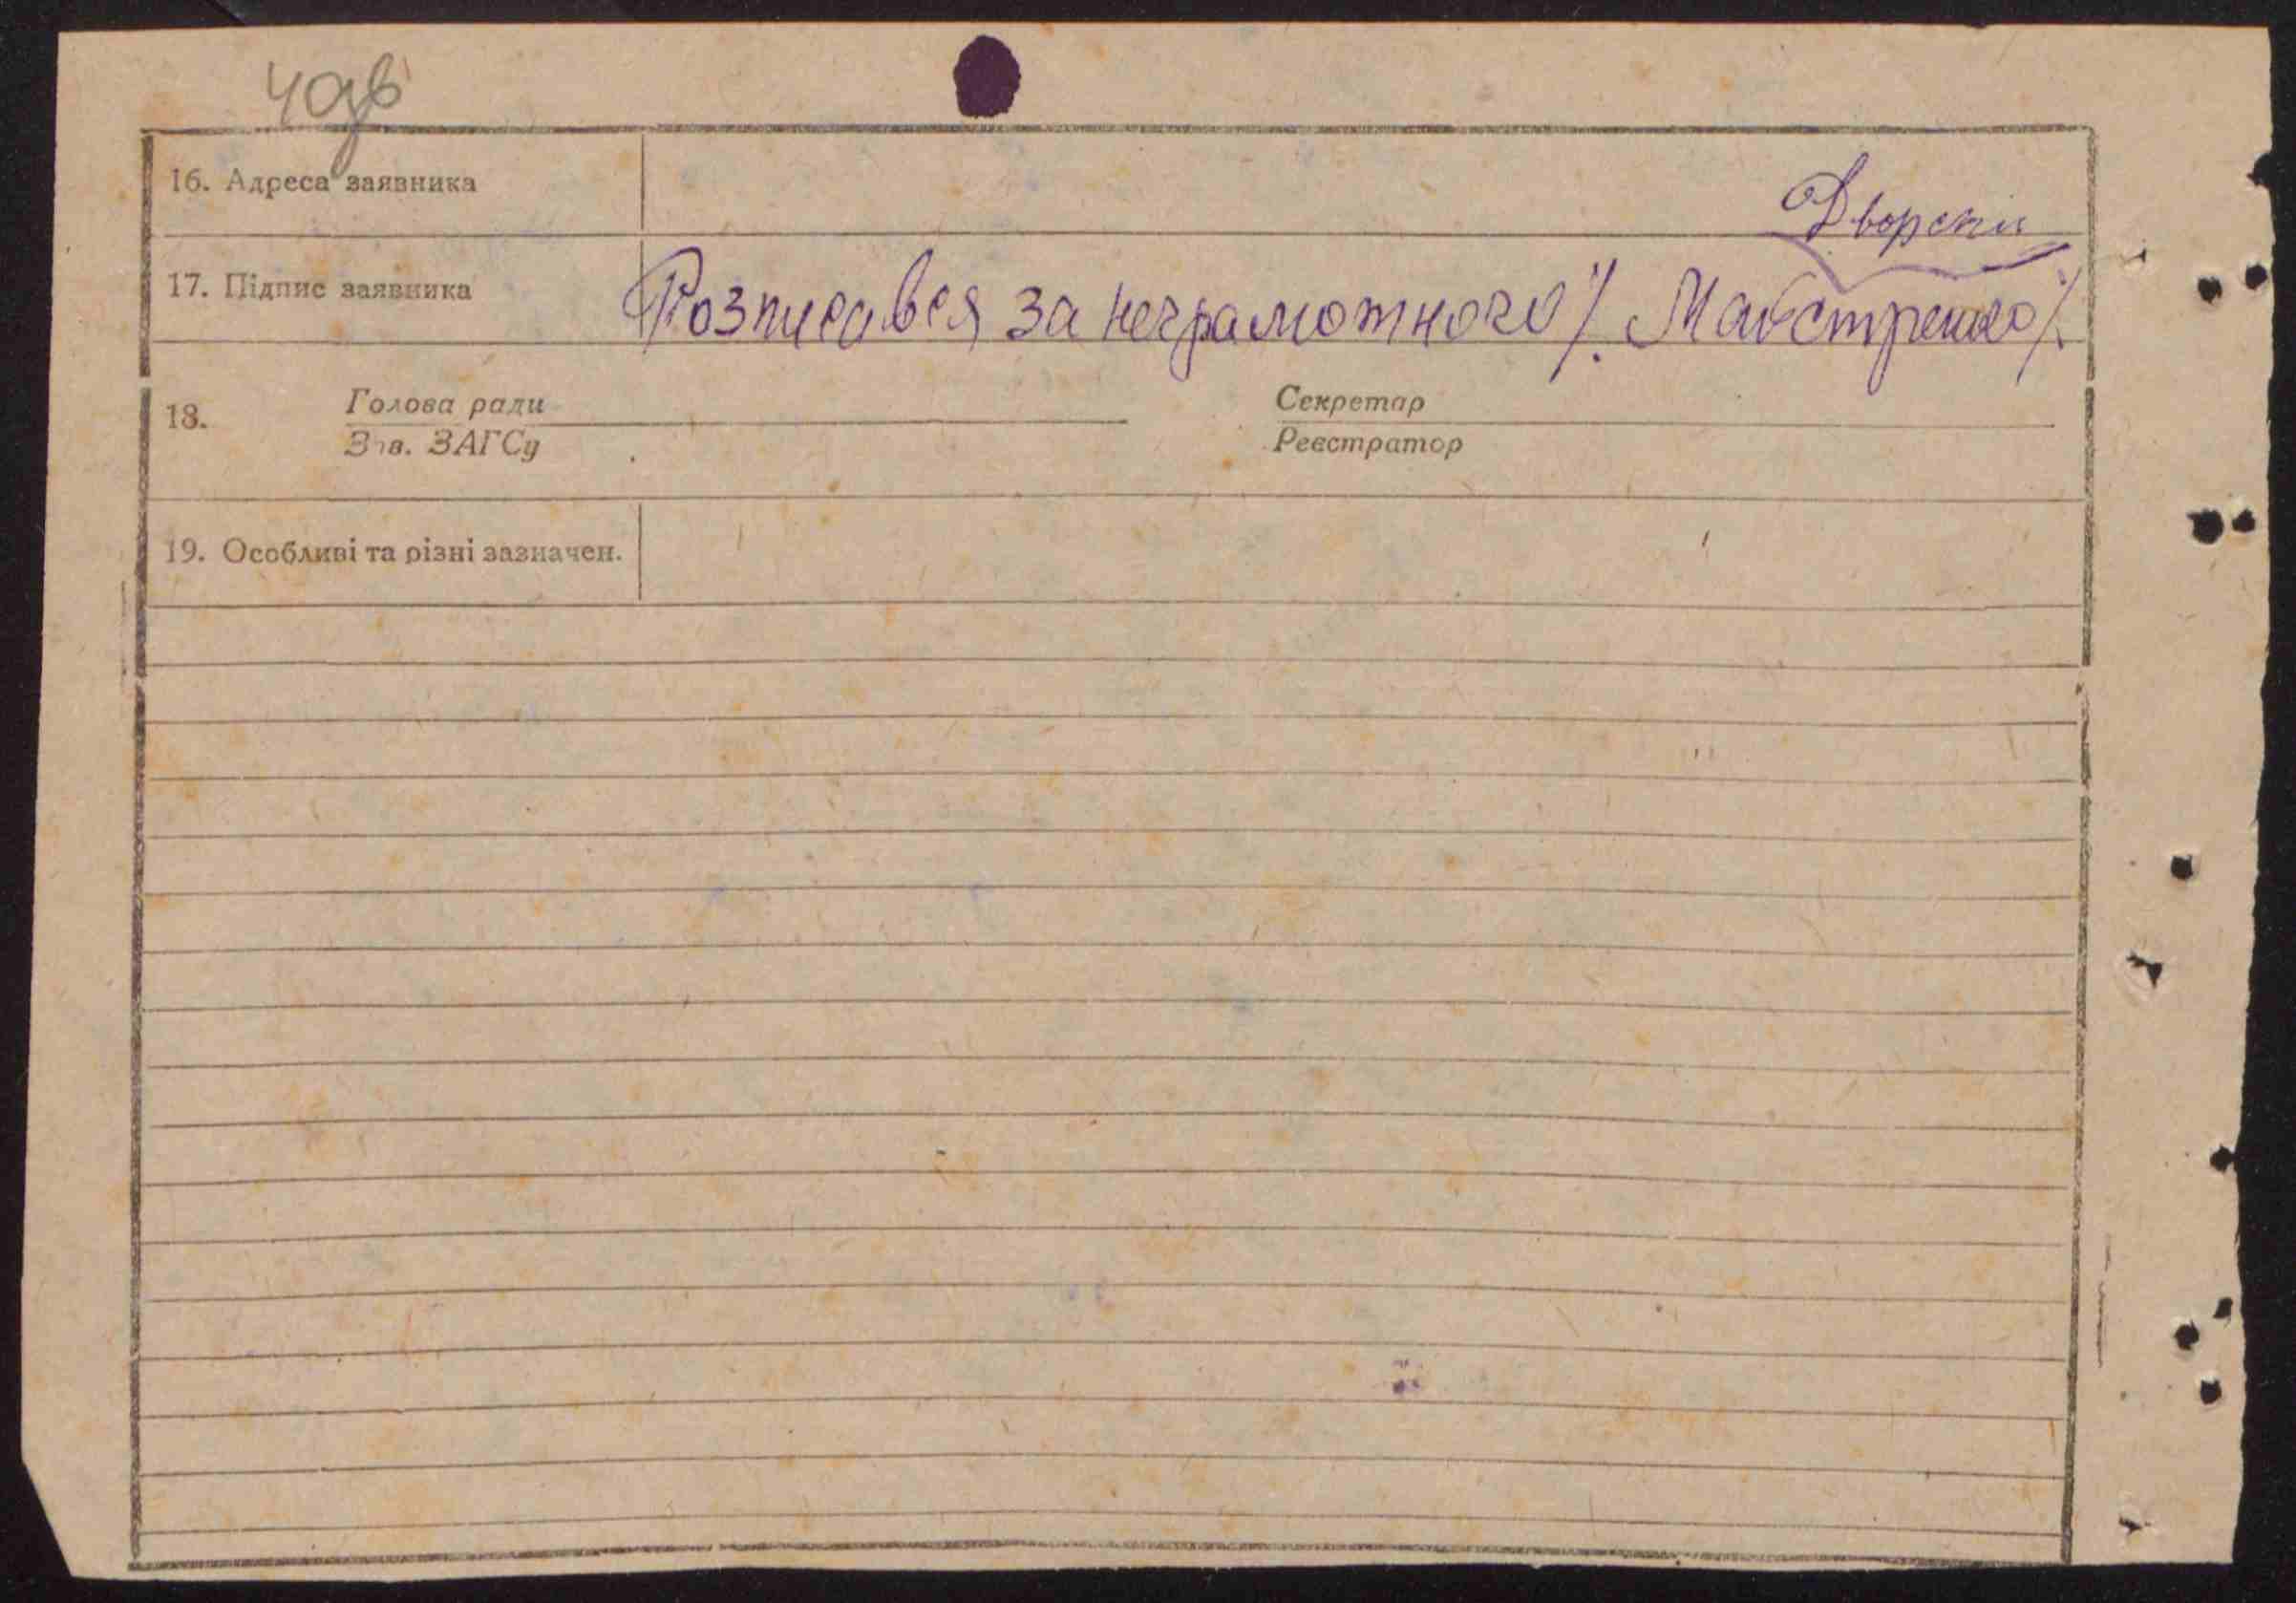 40зв
16. Адреса заявника
Дворски
17. Підпис заявника Розписався за неграмотного /. Майстренко /.
18. Голова ради Секретар
Зав. ЗАГСу Реєстратор
19. Особливі та різні зазначен.